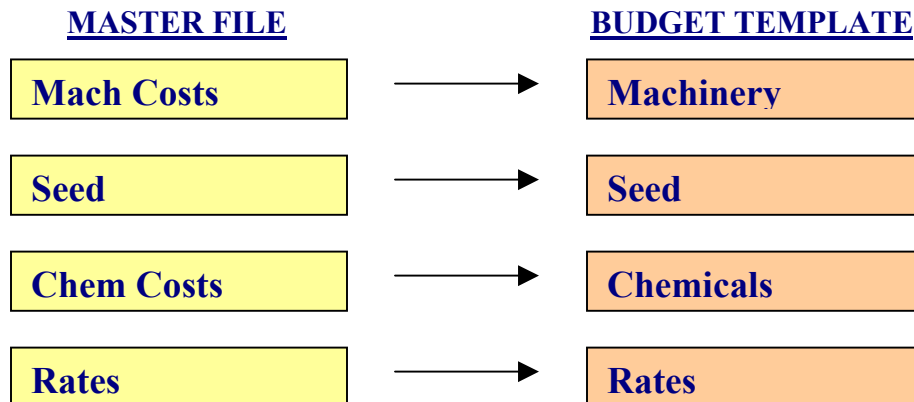 MASTER FILE BUDGET TEMPLATE
Mach Costs Machinery
Seed Seed
Chem Costs Chemicals
Rates Rates